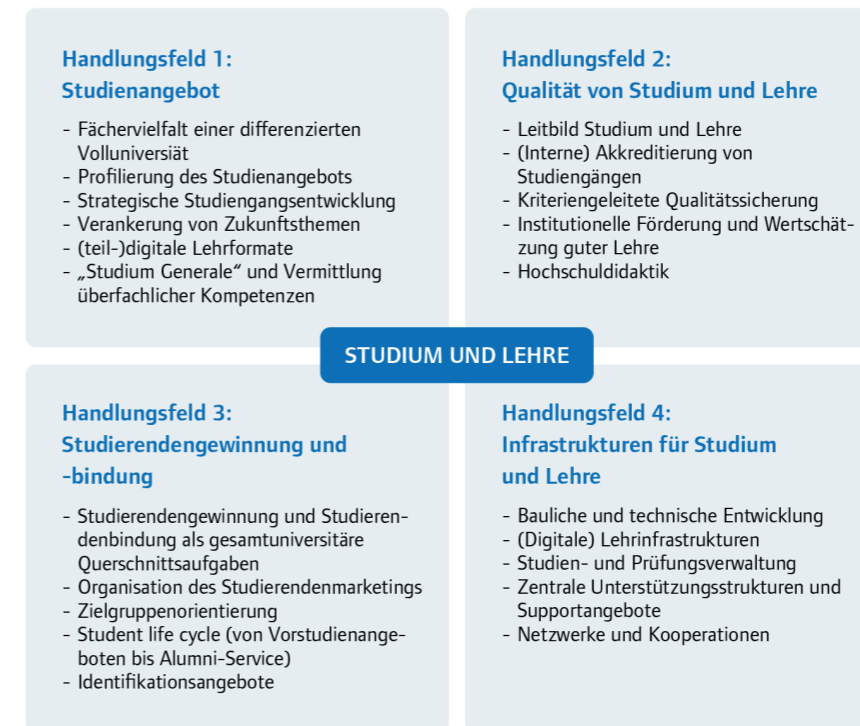 Handlungsfeld 1:
Studienangebot
- Fächervielfalt einer differenzierten
Volluniversiät
- Profilierung des Studienangebots
- Strategische Studiengangsentwicklung
- Verankerung von Zukunftsthemen
- (teil-)digitale Lehrformate
- „Studium Generale“ und Vermittlung
überfachlicher Kompetenzen
Handlungsfeld 2:
Qualität von Studium und Lehre
- Leitbild Studium und Lehre
- (Interne) Akkreditierung von
Studiengängen
- Kriteriengeleitete Qualitätssicherung
- Institutionelle Förderung und Wertschät-
zung guter Lehre
- Hochschuldidaktik
STUDIUM UND LEHRE
Handlungsfeld 3:
Studierendengewinnung und
-bindung
- Studierendengewinnung und Studieren-
denbindung als gesamtuniversitäre
Querschnittsaufgaben
- Organisation des Studierendenmarketings
- Zielgruppenorientierung
- Student life cycle (von Vorstudienange-
boten bis Alumni-Service)
- Identifikationsangebote
Handlungsfeld 4:
Infrastrukturen für Studium
und Lehre
- Bauliche und technische Entwicklung
- (Digitale) Lehrinfrastrukturen
- Studien- und Prüfungsverwaltung
- Zentrale Unterstützungsstrukturen und
Supportangebote
- Netzwerke und Kooperationen